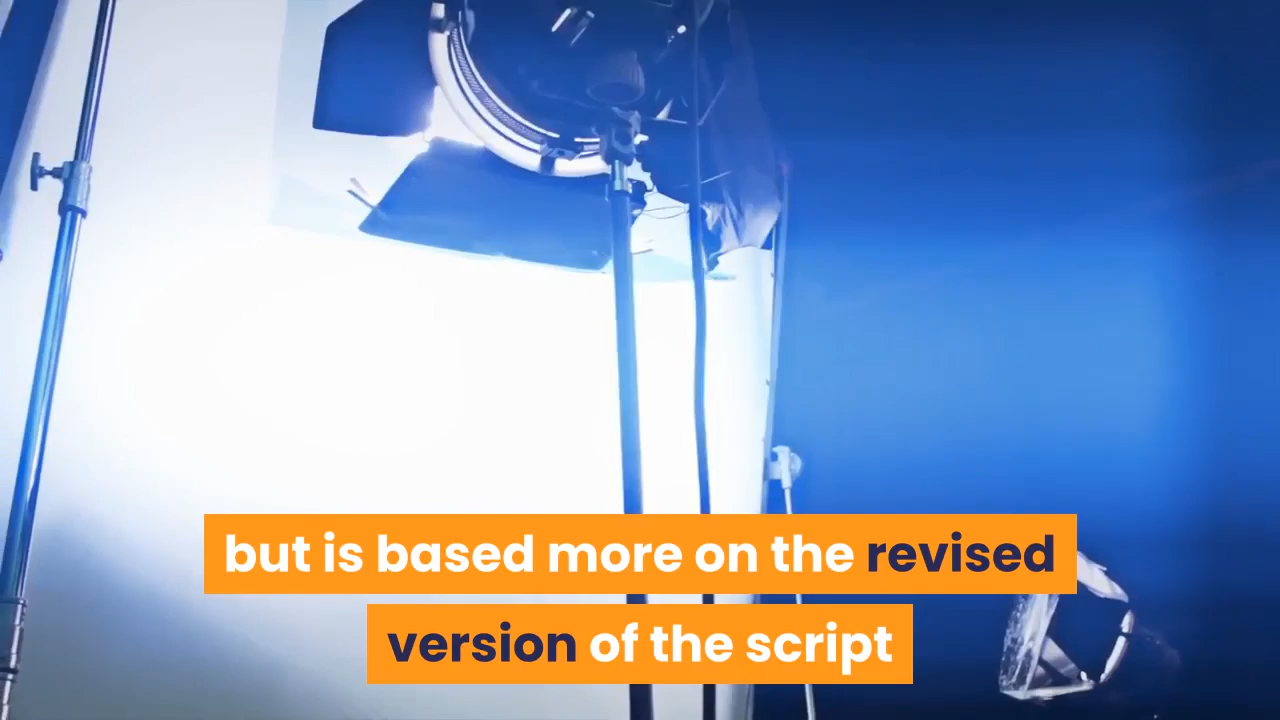 but is based more on the revised
version of the script